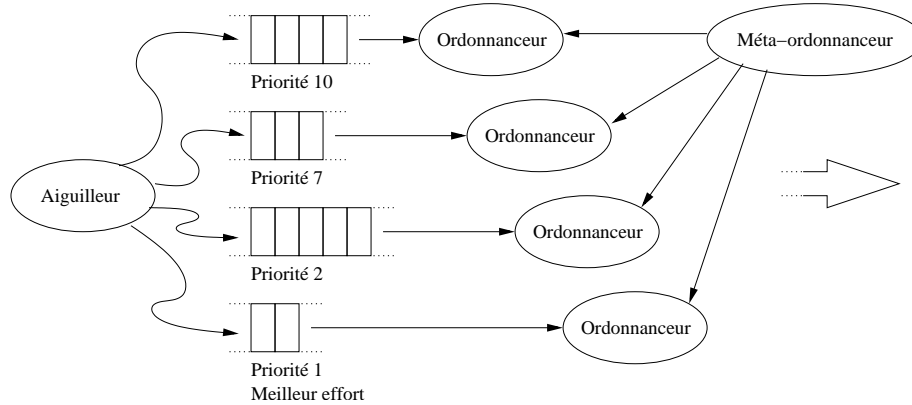 Ordonnanceur
Méta-ordonnanceur
Priorité 10
Ordonnanceur
Priorité 7
Aiguilleur
Ordonnanceur
Priorité 2
Ordonnanceur
Priorité 1
Meilleur effort